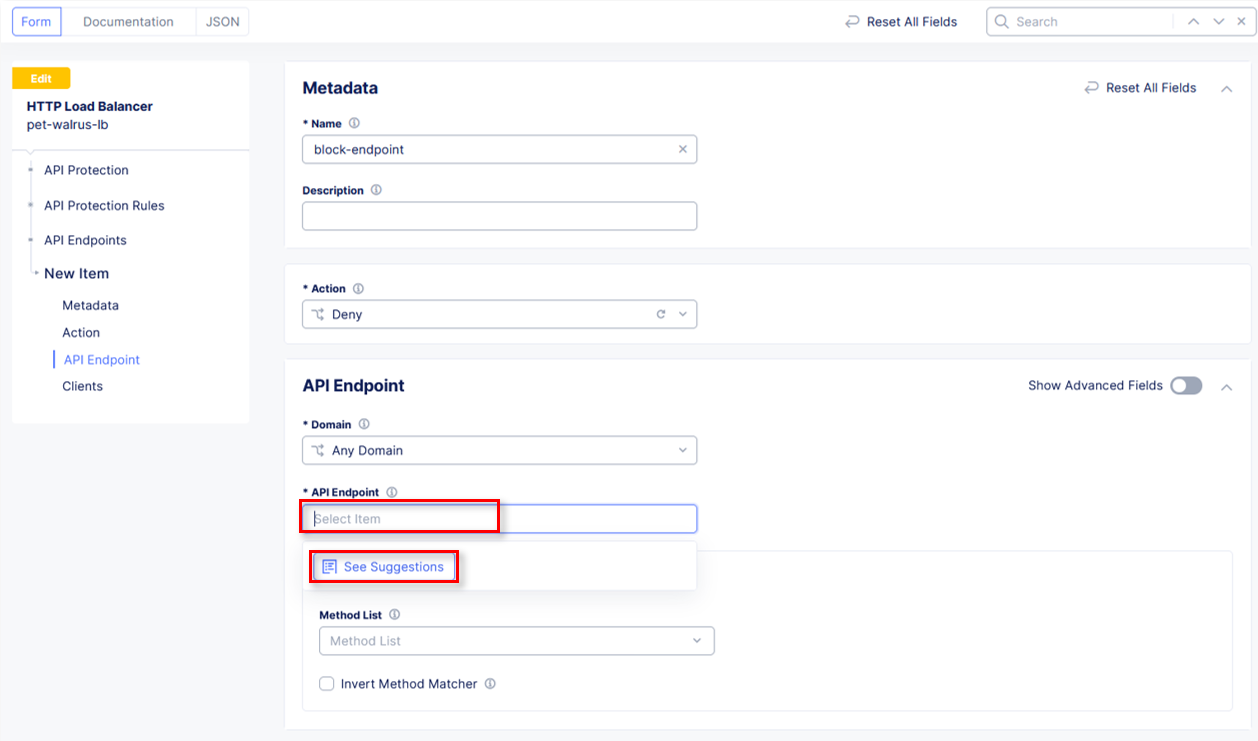 Form
Documentation
JSON
Reset All Fields
Search
Edit
HTTP Load Balancer
pet-walrus-lb
API Protection
API Protection Rules
API Endpoints
New Item
Metadata
Action
API Endpoint
Clients
Metadata
Reset All Fields
* Name
block-endpoint
Description
* Action
Deny
API Endpoint
Show Advanced Fields
* Domain
Any Domain
* API Endpoint
Select Item
See Suggestions
Method List
Method List
Invert Method Matcher